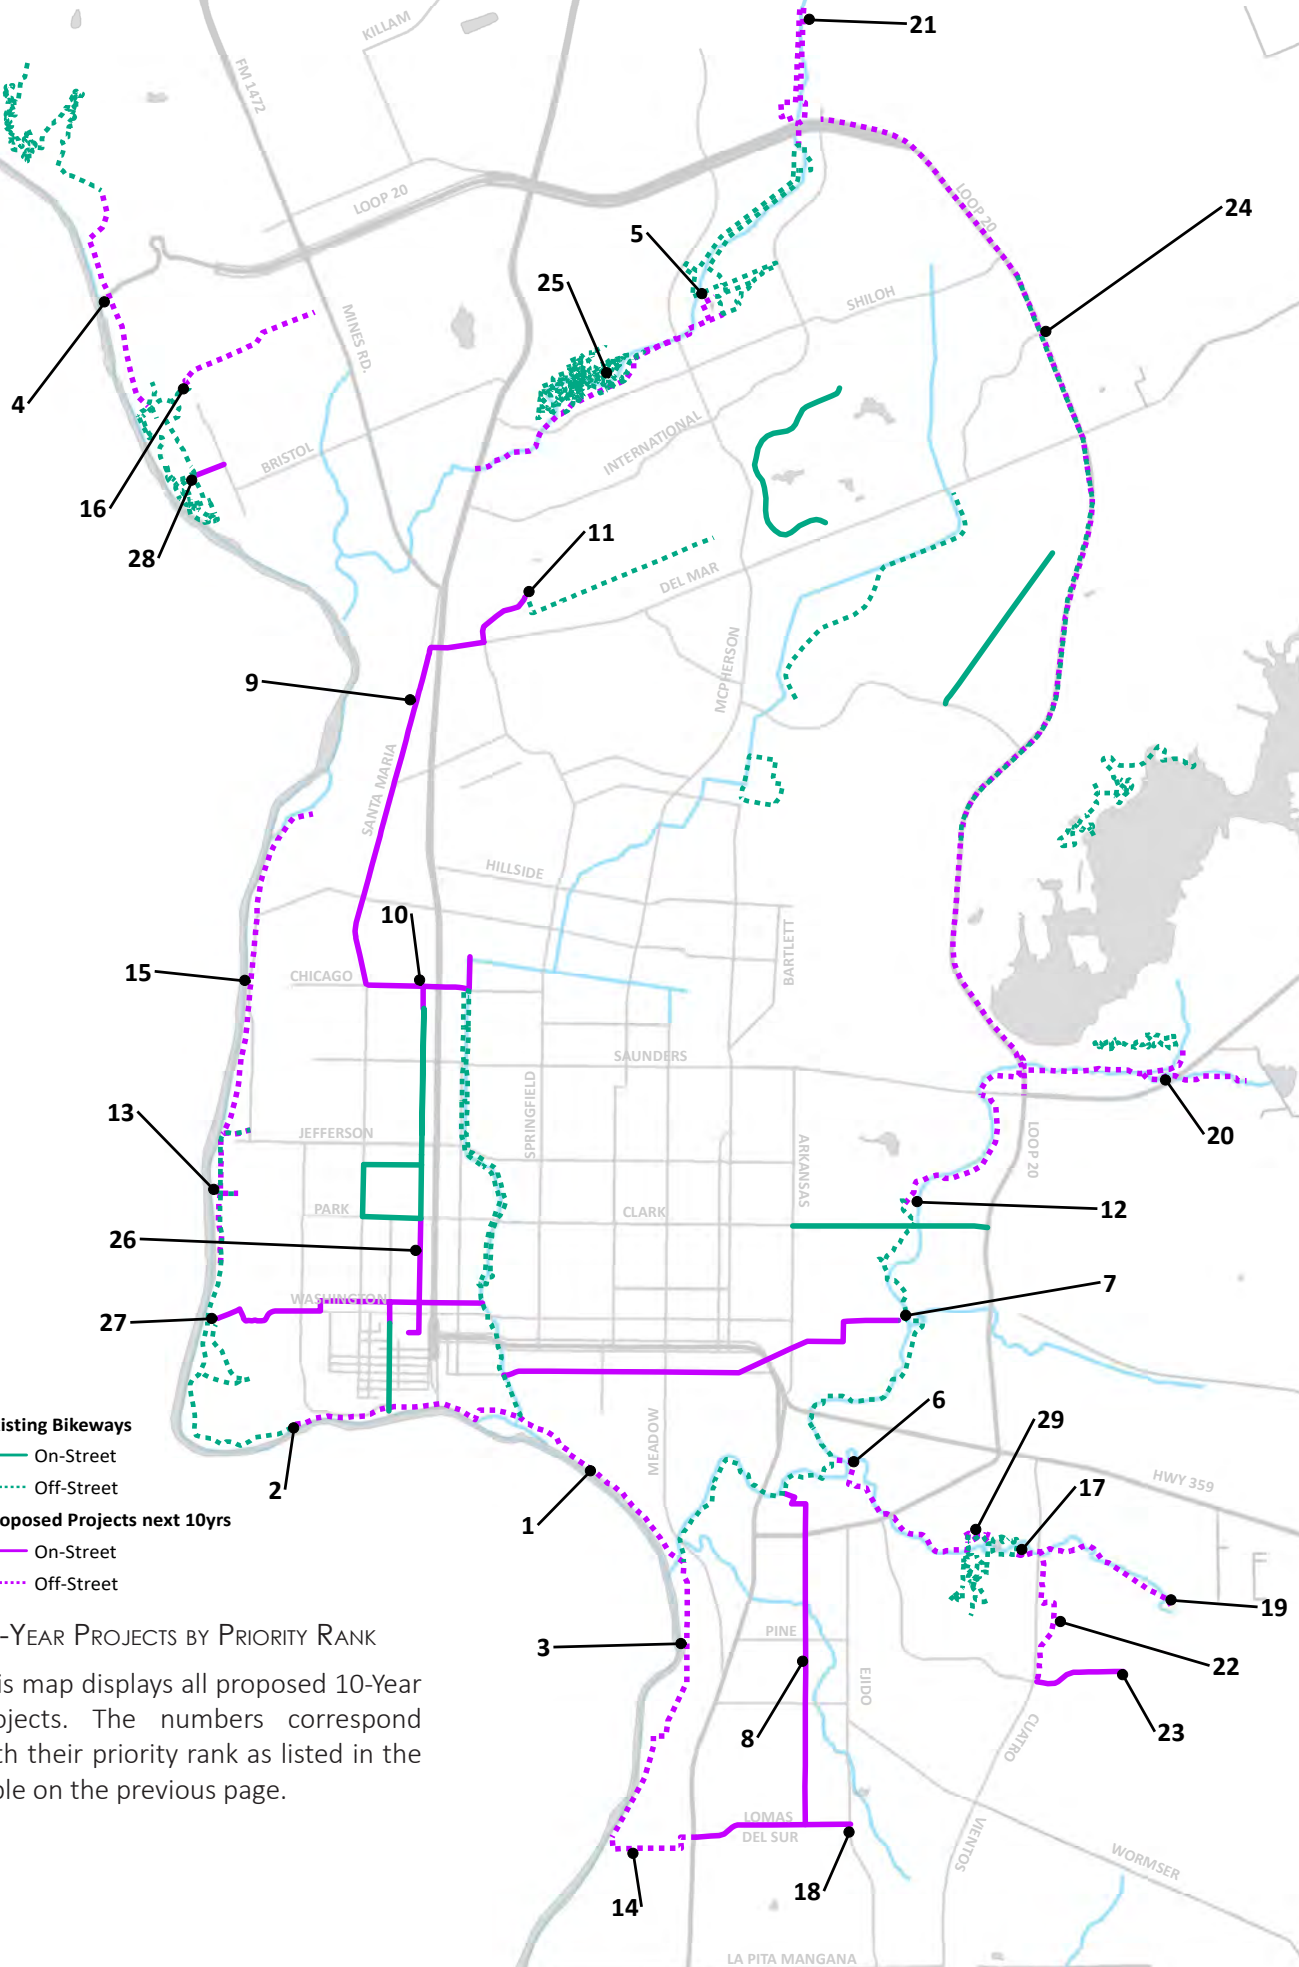 21
KILLAM
FM 1472
LOOP 20
LOOP 20
24
5
25
SHILOH
MINES RD.
4
INTERNATIONAL
BRISTOL
16
28
11
DEL MAR
MCPHERSON
9
SANTA MARIA
HILLSIDE
10
BARTLETT
15
CHICAGO
SAUNDERS
SPRINGFIELD
13
JEFFERSON
ARKANSAS
LOOP 20
20
PARK
CLARK
12
26
7
WASHINGTON
27
6
29
MEADOW
HWY 359
17
2
1
isting Bikeways
On-Street
Off-Street
oposed Projects next 10yrs
On-Street
Off-Street
19
-Year Projects by Priority Rank
3
PINE
22
is map displays all proposed 10-Year
ojects. The numbers correspond
th their priority rank as listed in the
ble on the previous page.
EJIDO
8
23
CUATRO
VIENTOS
LOMAS
DEL SUR
WORMSER
18
14
LA PITA MANGANA